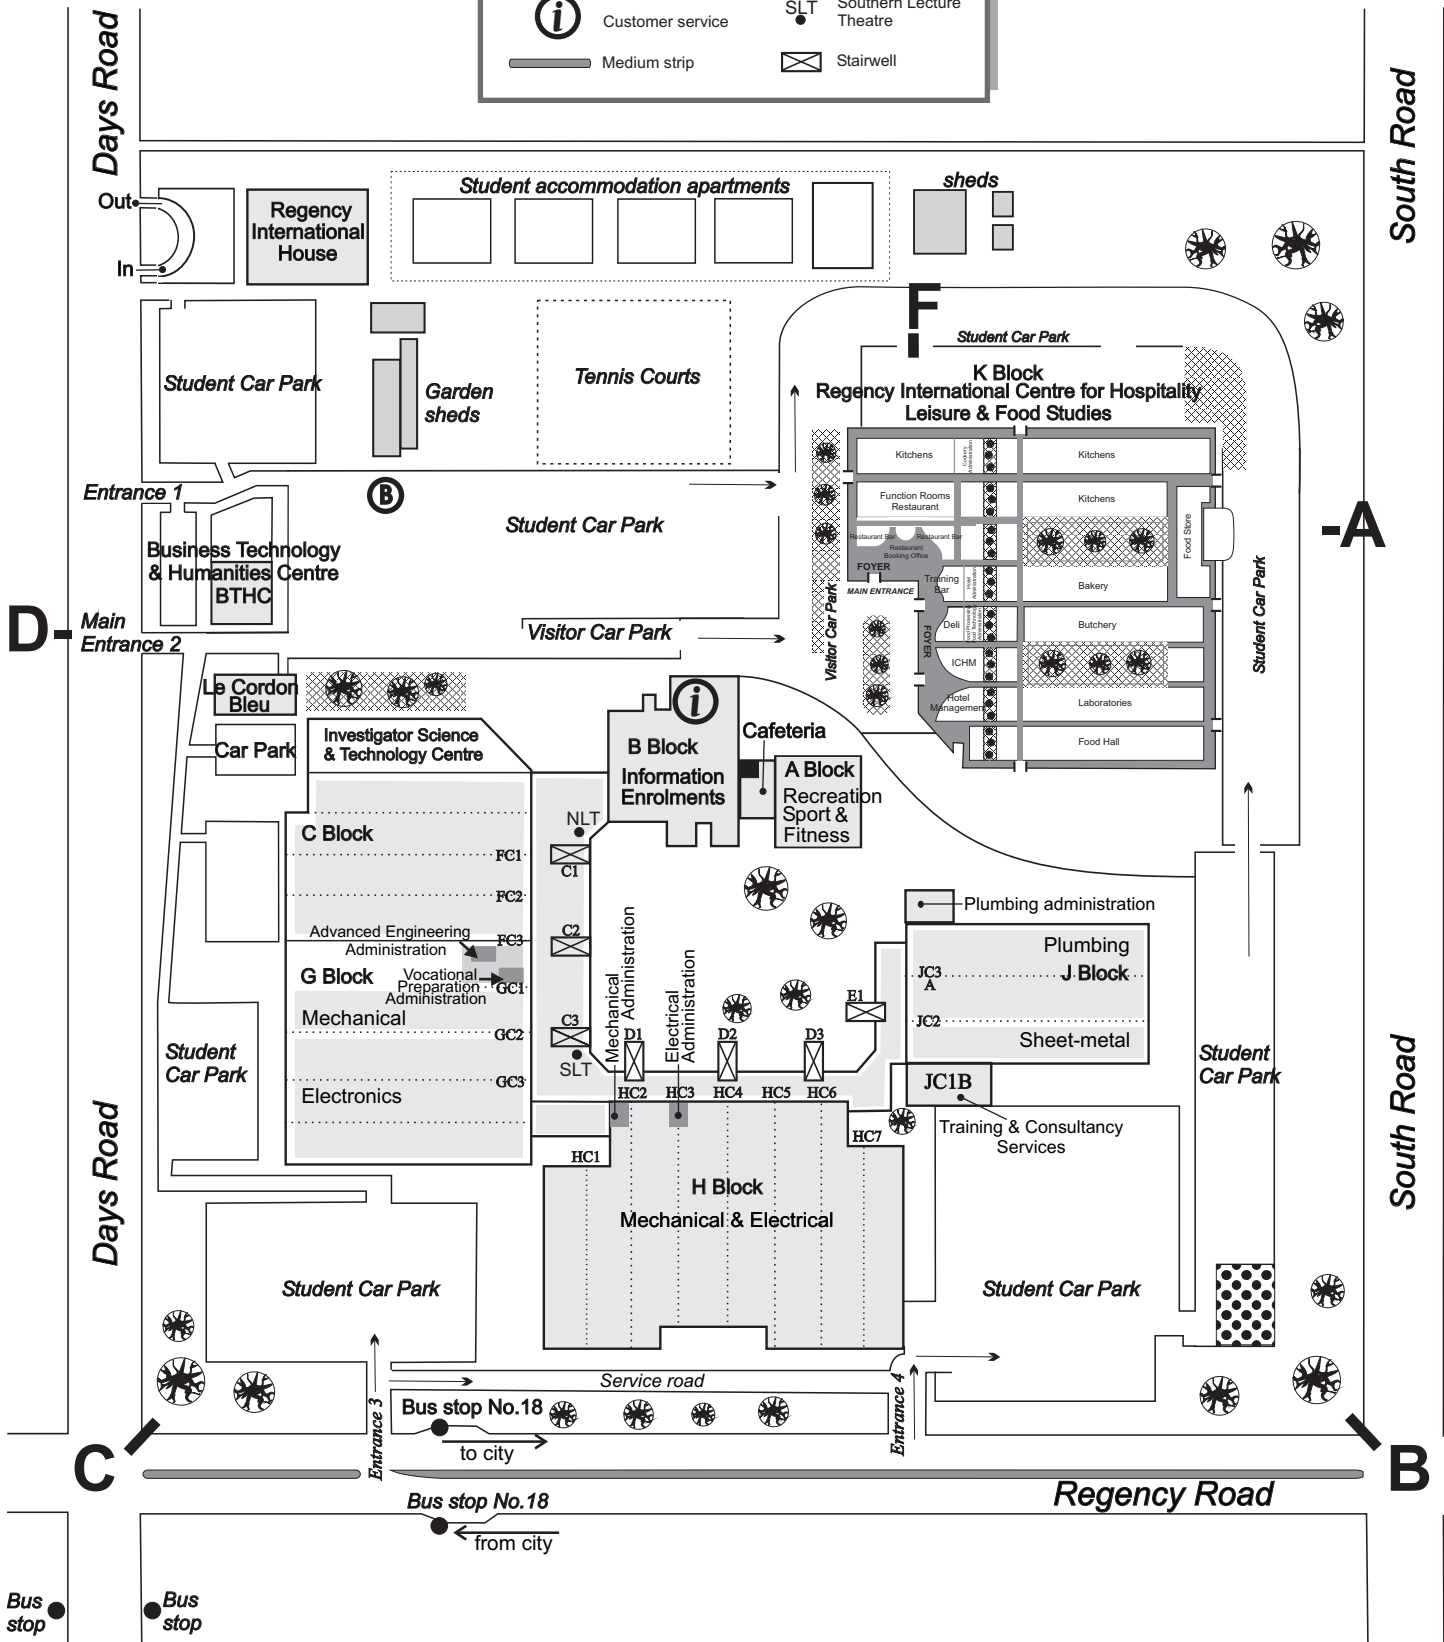 SLT
Southern Lecture
Theatre
Customer service
Medium strip
Stairwell
Days Road
South Road
Out
In
Regency
International
House
Student accommodation apartments
sheds
F
Student Car Park
K Block
Regency International Centre for Hospitality
Leisure & Food Studies
Student Car Park
Garden
sheds
Tennis Courts
Kitchens
Cookery
Administration
Kitchens
Entrance 1
B
Student Car Park
Function Rooms
Restaurant
Kitchens
Restaurant Bar
Restaurant Bar
Restaurant
Booking Office
Food Store
-A
Business Technology
& Humanities Centre
BTHC
FOYER
MAIN ENTRANCE
Training
Bar
Hotel
Administration
Bakery
Student Car Park
D-
Main
Entrance 2
Visitor Car Park
Visitor Car Park
FOYER
Deli
Food Processing
Food Technology
Administration
Butchery
ICHM
Hotel
Management
Laboratories
Food Hall
Le Cordon
Bleu
Car Park
Investigator Science
& Technology Centre
i
B Block
Information
Enrolments
Cafeteria
A Block
Recreation
Sport &
Fitness
C Block
NLT
FC1
C1
FC2
FC3
C2
Advanced Engineering
Administration
G Block
Vocational
Preparation
Administration
GC1
Mechanical
GC2
C3
SLT
GC3
Electronics
Mechanical
Administration
Electrical
Administration
D1
D2
D3
E1
HC2
HC3
HC4
HC5
HC6
HC7
HC1
Plumbing administration
Plumbing
J Block
JC3
A
JC2
Sheet-metal
JC1B
Training & Consultancy
Services
Student
Car Park
Student
Car Park
Days Road
South Road
H Block
Mechanical & Electrical
Student Car Park
Student Car Park
Service road
Entrance 3
Bus stop No.18
to city
Entrance 4
C
B
Regency Road
Bus stop No.18
from city
Bus
stop
Bus
stop